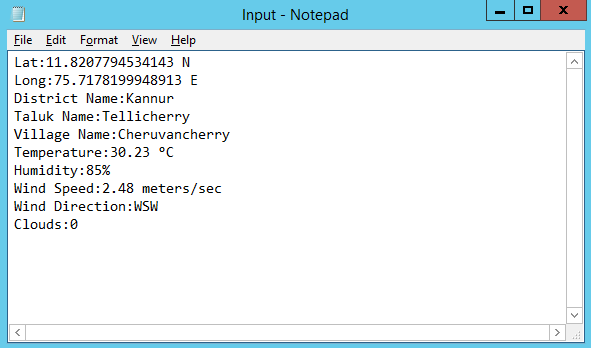 Input - Notepad
File Edit Format View Help
Lat:11.8207794534143 N
Long:75.7178199948913 E
District Name:Kannur
Taluk Name:Tellicherry
Village Name:Cheruvancherry
Temperature:30.23 ºC
Humidity:85%
Wind Speed:2.48 meters/sec
Wind Direction:WSW
Clouds:0